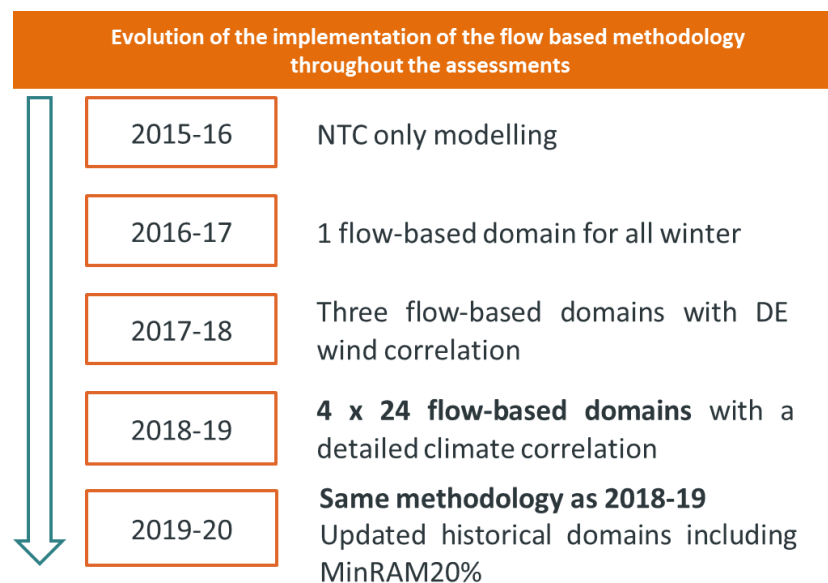 Evolution of the implementation of the flow based methodology
throughout the assessments
2015-16
NTC only modelling
2016-17
1 flow-based domain for all winter
2017-18
Three flow-based domains with DE
wind correlation
2018-19
4 x 24 flow-based domains with a
detailed climate correlation
2019-20
Same methodology as 2018-19
Updated historical domains including
MinRAM20%